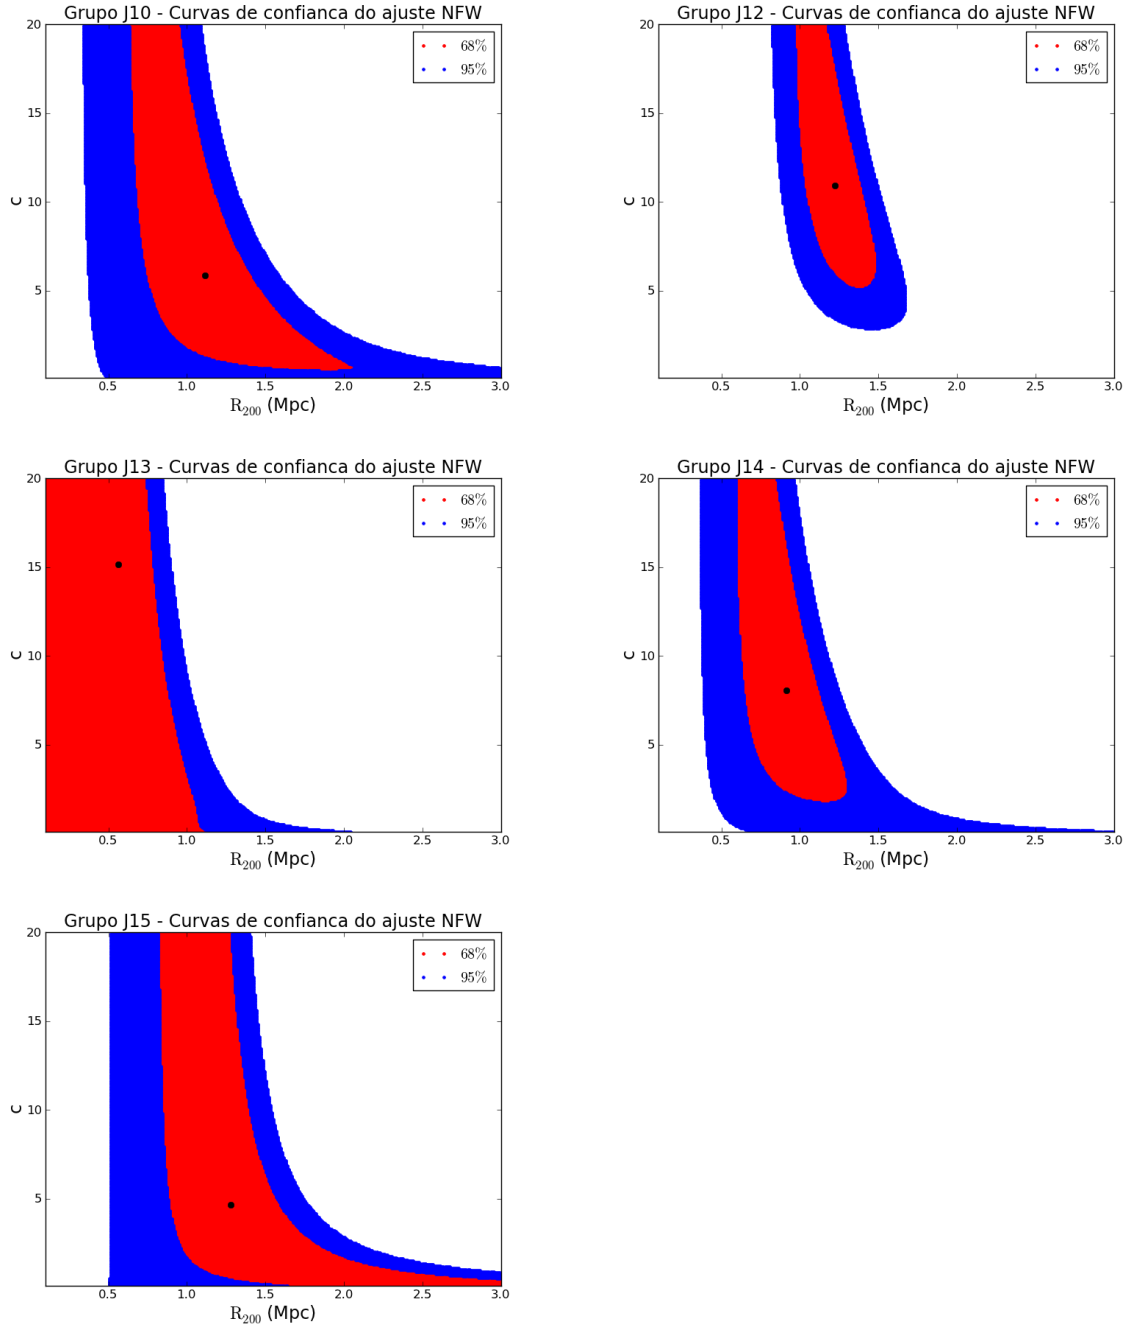 Grupo J10 - Curvas de confianca do ajuste NFW
68%
95%
20
15
10
5
c
0.5 1.0 1.5 2.0 2.5 3.0
R200 (Mpc)
Grupo J12 - Curvas de confianca do ajuste NFW
68%
95%
20
15
10
5
c
0.5 1.0 1.5 2.0 2.5 3.0
R200 (Mpc)
Grupo J13 - Curvas de confianca do ajuste NFW
68%
95%
20
15
10
5
c
0.5 1.0 1.5 2.0 2.5 3.0
R200 (Mpc)
Grupo J14 - Curvas de confianca do ajuste NFW
68%
95%
20
15
10
5
c
0.5 1.0 1.5 2.0 2.5 3.0
R200 (Mpc)
Grupo J15 - Curvas de confianca do ajuste NFW
68%
95%
20
15
10
5
c
0.5 1.0 1.5 2.0 2.5 3.0
R200 (Mpc)